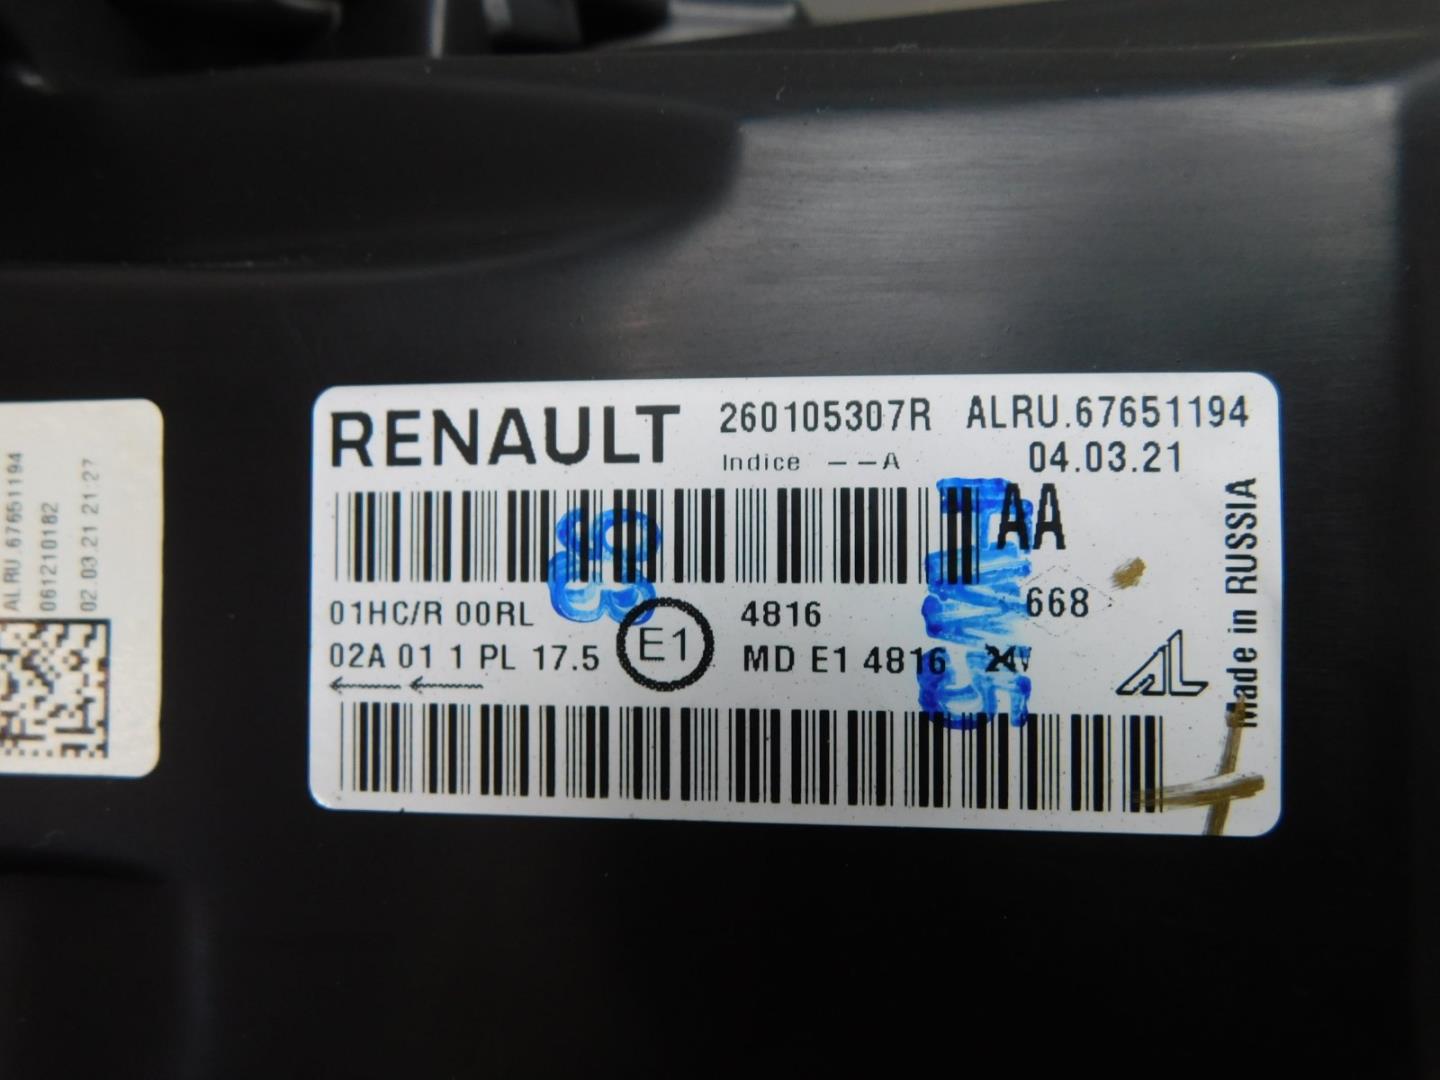 RENAULT 260105307R ALRU.67651194
Indice --A 04.03.21
AA
01HC/R 00RL 4816 668
02A 01 1 PL 17.5 E1 MD E1 4816 24V
AL
Made in RUSSIA
ALRU.67651194
061210182
02.03.21 21:27